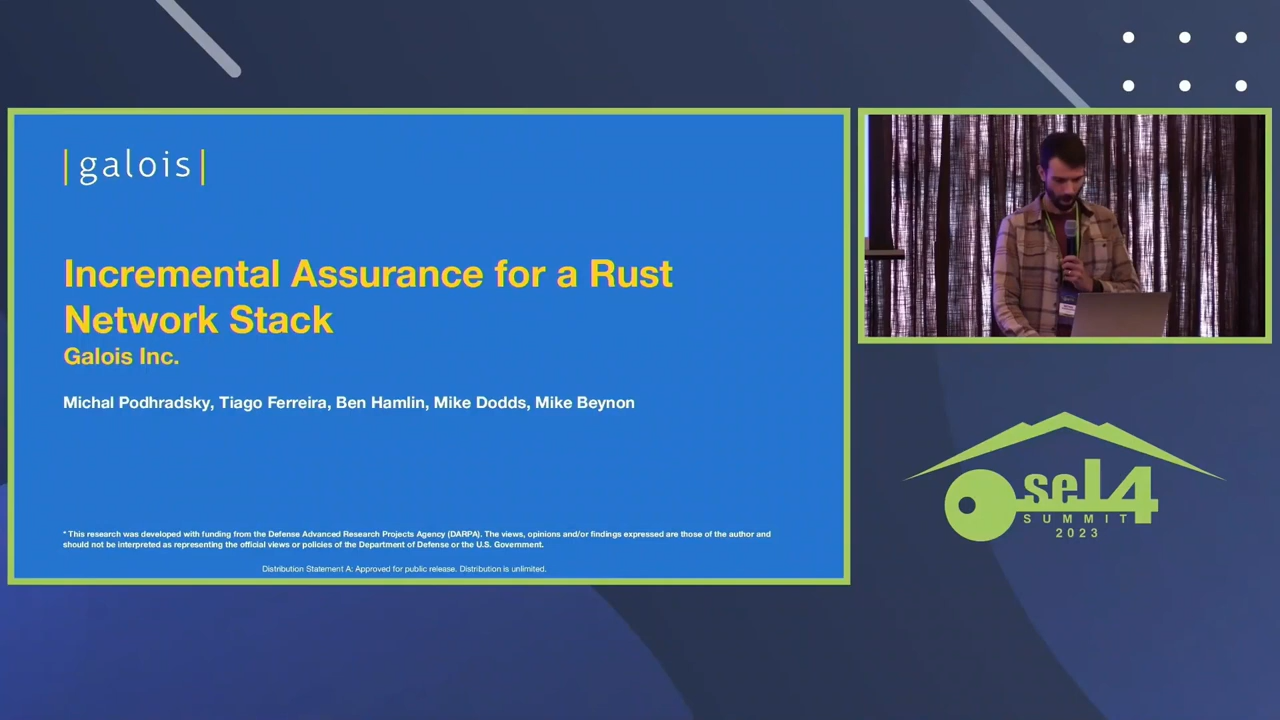 |galois|
Incremental Assurance for a Rust
Network Stack
Galois Inc.
Michal Podhradsky, Tiago Ferreira, Ben Hamlin, Mike Dodds, Mike Beynon
* This research was developed with funding from the Defense Advanced Research Projects Agency (DARPA). The views, opinions and/or findings expressed are those of the author and
should not be interpreted as representing the official views or policies of the Department of Defense or the U.S. Government.
Distribution Statement A: Approved for public release. Distribution is unlimited.
seL4
SUMMIT
2023